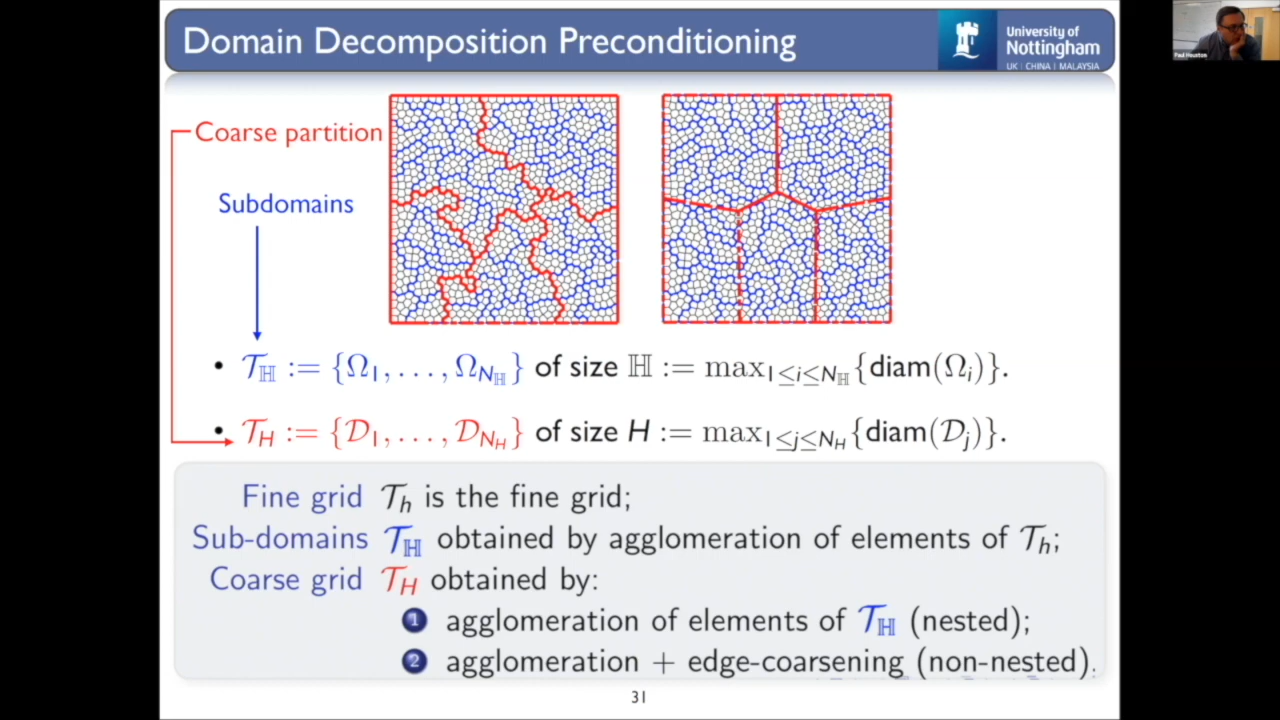 Domain Decomposition Preconditioning
University of
Nottingham
UK | CHINA | MALAYSIA
Paul Houston
Coarse partition
Subdomains
• 𝒯_ℍ := {Ω₁, . . . , Ω_{N_ℍ}} of size ℍ := max_{1≤i≤N_ℍ}{diam(Ω_i)}.
• 𝒯_H := {𝒟₁, . . . , 𝒟_{N_H}} of size H := max_{1≤j≤N_H}{diam(𝒟_j)}.
Fine grid 𝒯_h is the fine grid;
Sub-domains 𝒯_ℍ obtained by agglomeration of elements of 𝒯_h;
Coarse grid 𝒯_H obtained by:
1 agglomeration of elements of 𝒯_ℍ (nested);
2 agglomeration + edge-coarsening (non-nested).
31